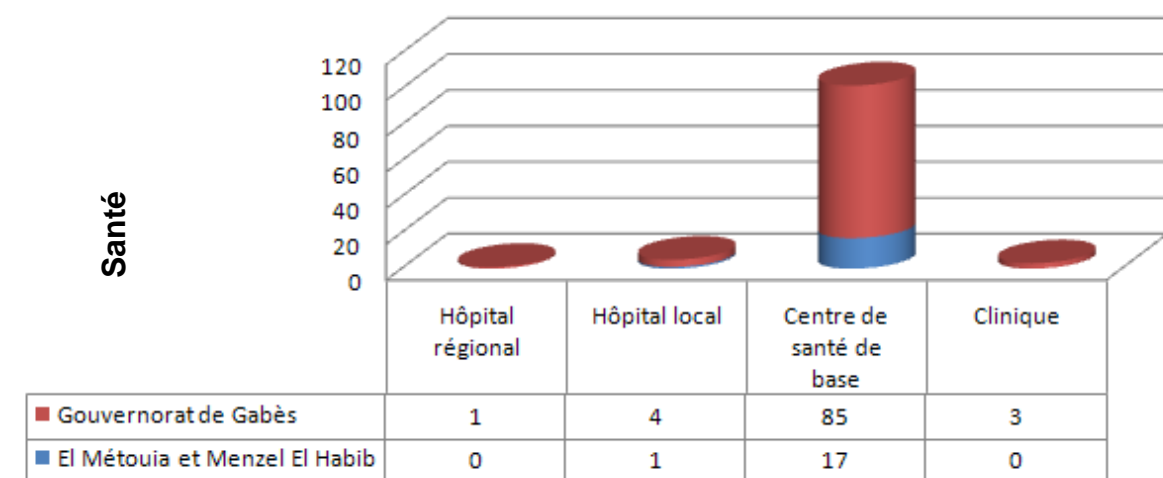 Santé
120
100
80
60
40
20
0
Hôpital
régional
Hôpital local
Centre de
santé de
base
Clinique
Gouvernorat de Gabès 1 4 85 3
El Métouia et Menzel El Habib 0 1 17 0